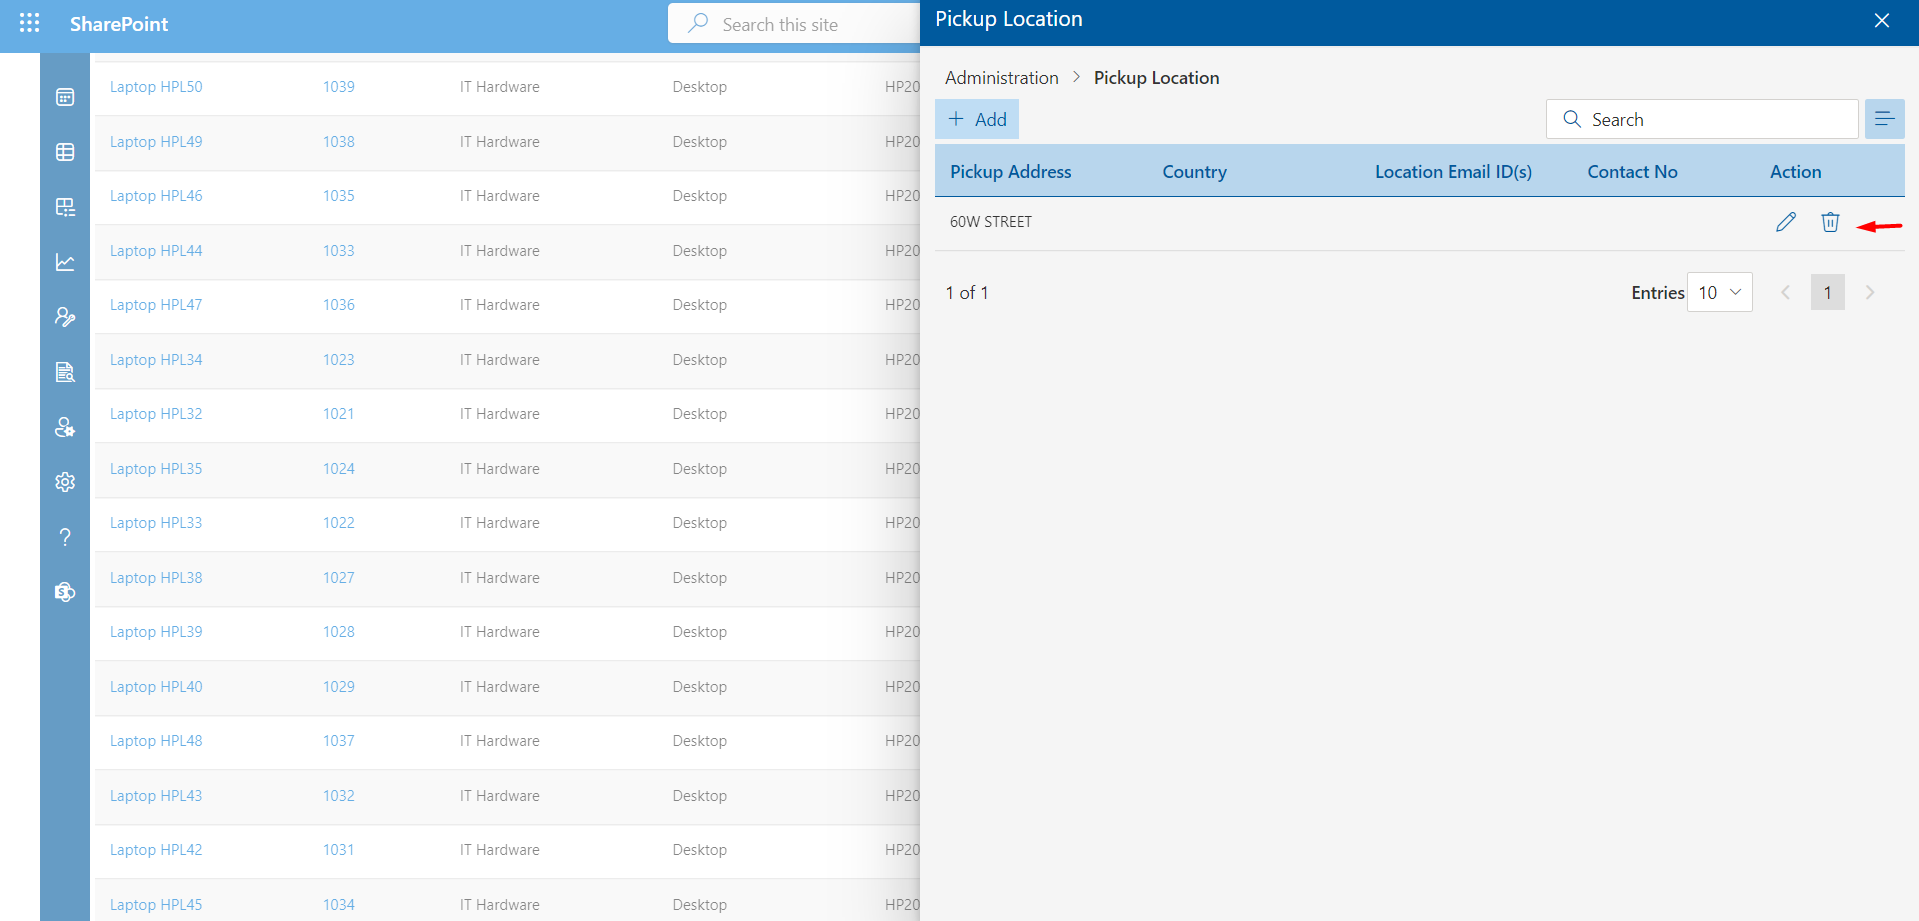 SharePoint
Search this site
Laptop HPL50 1039 IT Hardware Desktop HP20
Laptop HPL49 1038 IT Hardware Desktop HP20
Laptop HPL46 1035 IT Hardware Desktop HP20
Laptop HPL44 1033 IT Hardware Desktop HP20
Laptop HPL47 1036 IT Hardware Desktop HP20
Laptop HPL34 1023 IT Hardware Desktop HP20
Laptop HPL32 1021 IT Hardware Desktop HP20
Laptop HPL35 1024 IT Hardware Desktop HP20
Laptop HPL33 1022 IT Hardware Desktop HP20
Laptop HPL38 1027 IT Hardware Desktop HP20
Laptop HPL39 1028 IT Hardware Desktop HP20
Laptop HPL40 1029 IT Hardware Desktop HP20
Laptop HPL48 1037 IT Hardware Desktop HP20
Laptop HPL43 1032 IT Hardware Desktop HP20
Laptop HPL42 1031 IT Hardware Desktop HP20
Laptop HPL45 1034 IT Hardware Desktop HP20
Pickup Location
Administration > Pickup Location
+ Add
Search
Pickup Address Country Location Email ID(s) Contact No Action
60W STREET
1 of 1
Entries 10 1